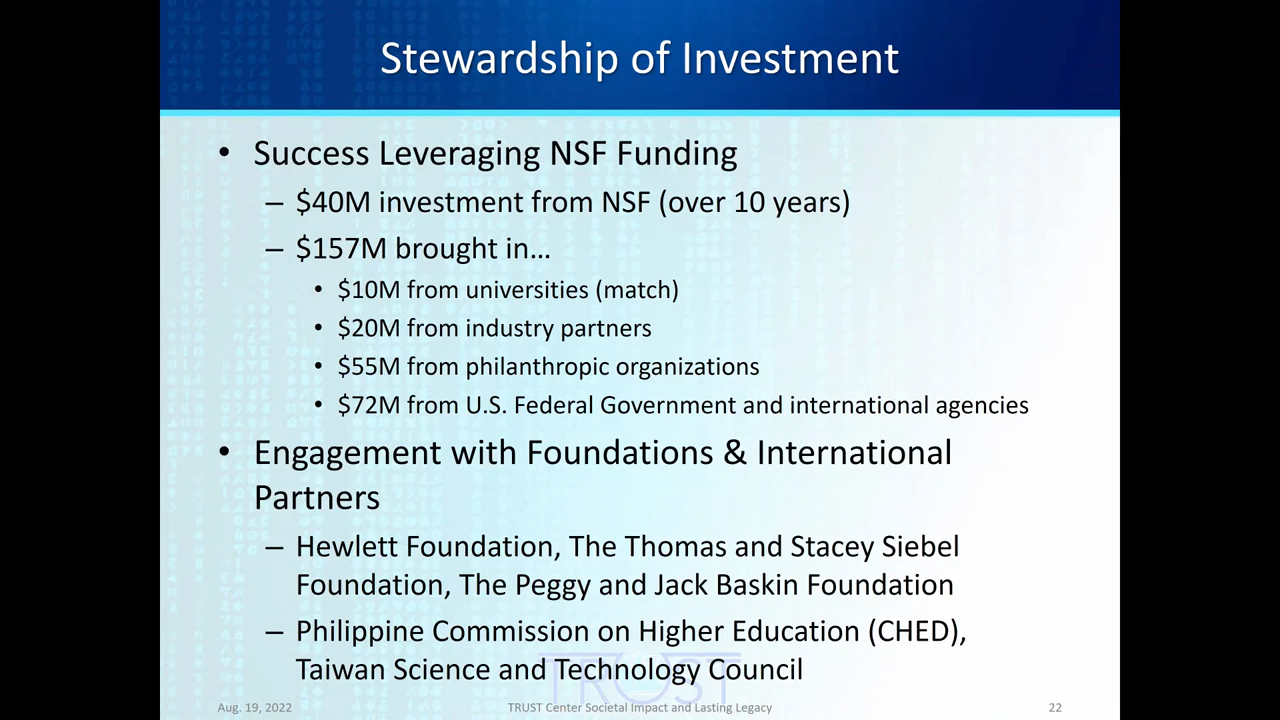 Stewardship of Investment
• Success Leveraging NSF Funding
– $40M investment from NSF (over 10 years)
– $157M brought in…
• $10M from universities (match)
• $20M from industry partners
• $55M from philanthropic organizations
• $72M from U.S. Federal Government and international agencies
• Engagement with Foundations & International
Partners
– Hewlett Foundation, The Thomas and Stacey Siebel
Foundation, The Peggy and Jack Baskin Foundation
– Philippine Commission on Higher Education (CHED),
Taiwan Science and Technology Council
TRUST
Aug. 19, 2022
TRUST Center Societal Impact and Lasting Legacy
22